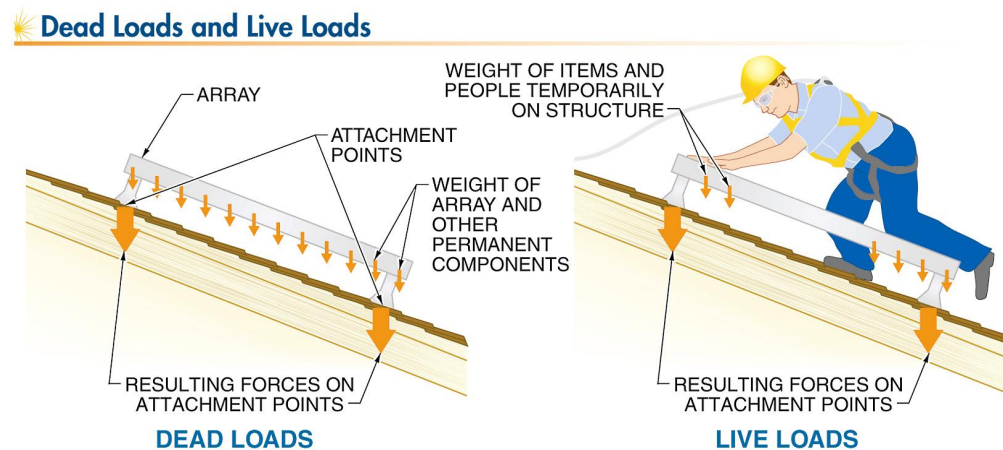 Dead Loads and Live Loads
ARRAY
ATTACHMENT
POINTS
WEIGHT OF
ARRAY AND
OTHER
PERMANENT
COMPONENTS
RESULTING FORCES ON
ATTACHMENT POINTS
DEAD LOADS
WEIGHT OF ITEMS AND
PEOPLE TEMPORARILY
ON STRUCTURE
RESULTING FORCES ON
ATTACHMENT POINTS
LIVE LOADS